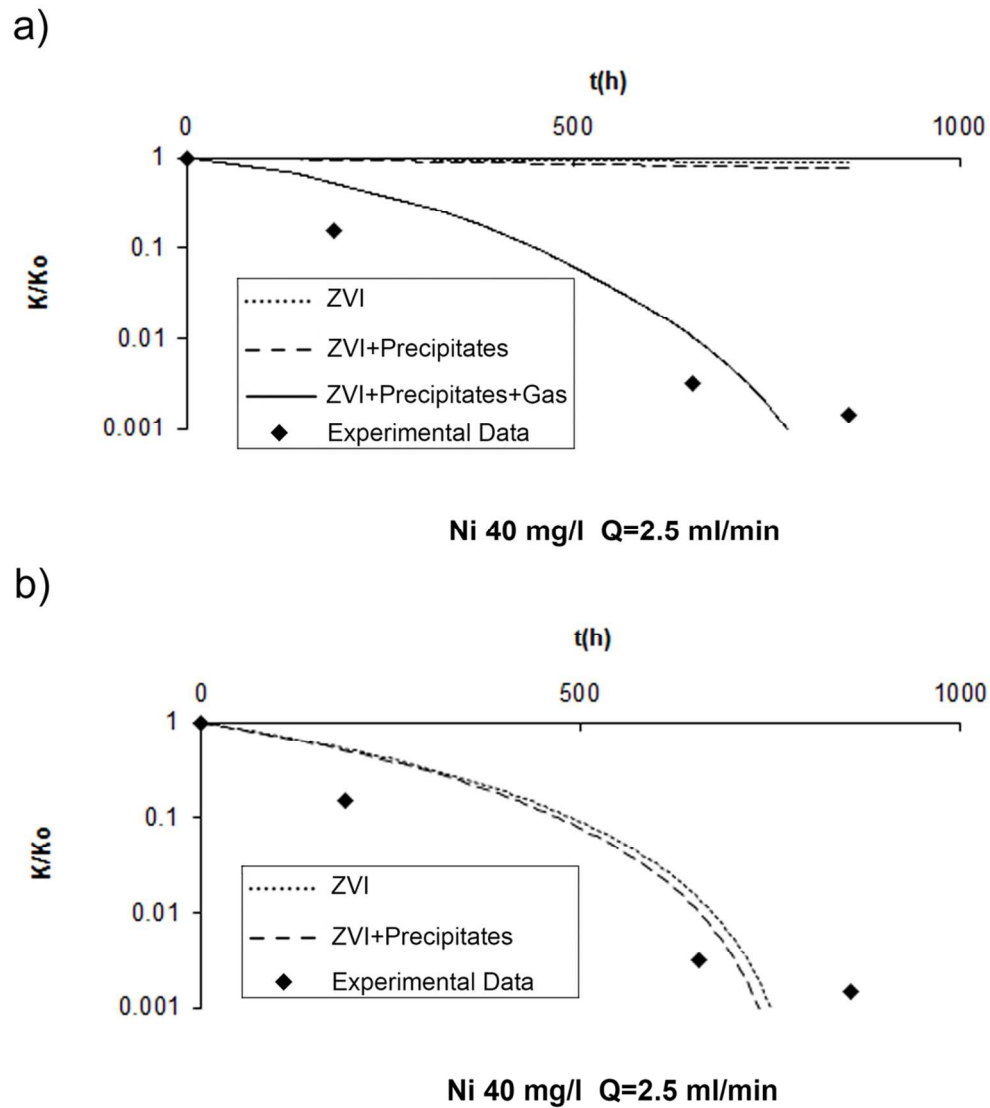 a)
t(h)
0 500 1000
1
0.1
0.01
0.001
K/Ko
ZVI
ZVI+Precipitates
ZVI+Precipitates+Gas
Experimental Data
Ni 40 mg/l Q=2.5 ml/min
b)
t(h)
0 500 1000
1
0.1
0.01
0.001
K/Ko
ZVI
ZVI+Precipitates
Experimental Data
Ni 40 mg/l Q=2.5 ml/min